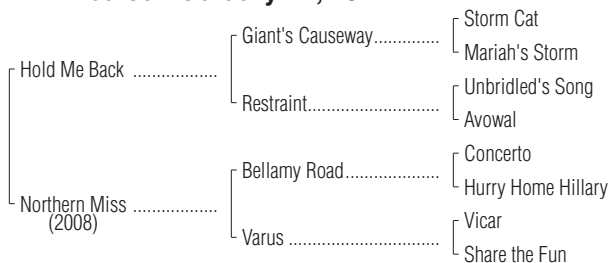 Storm Cat
Giant's Causeway..............
Mariah's Storm
Hold Me Back ..................
Unbridled's Song
Restraint............................
Avowal
Concerto
Bellamy Road....................
Hurry Home Hillary
Northern Miss ..................
(2008)
Vicar
Varus ................................
Share the Fun